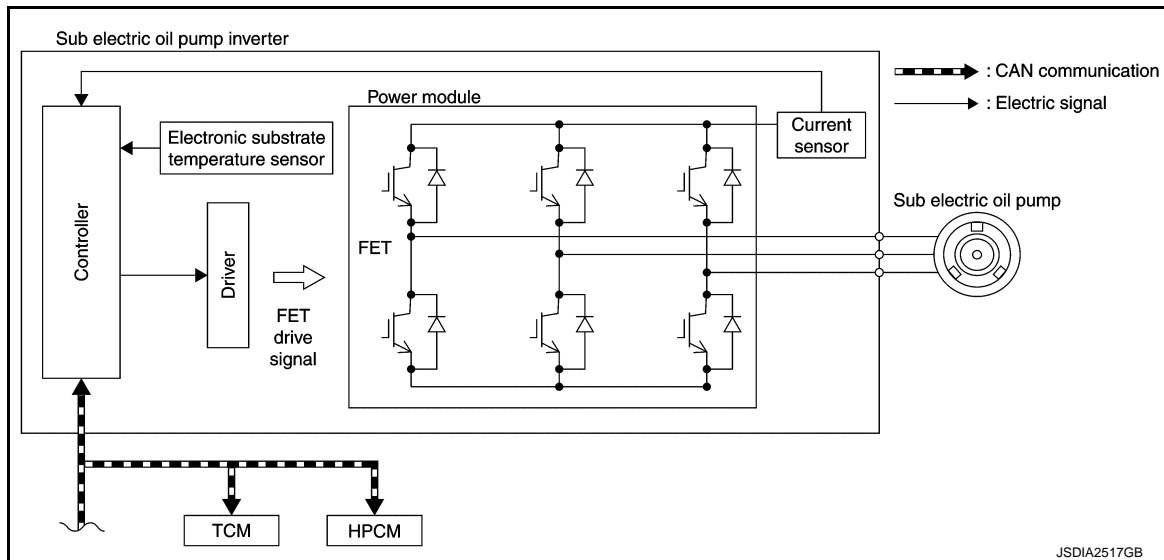 Sub electric oil pump inverter
: CAN communication
: Electric signal
Power module
Current
sensor
Electronic substrate
temperature sensor
Controller
Driver
FET
FET
drive
signal
Sub electric oil pump
TCM
HPCM
JSDIA2517GB